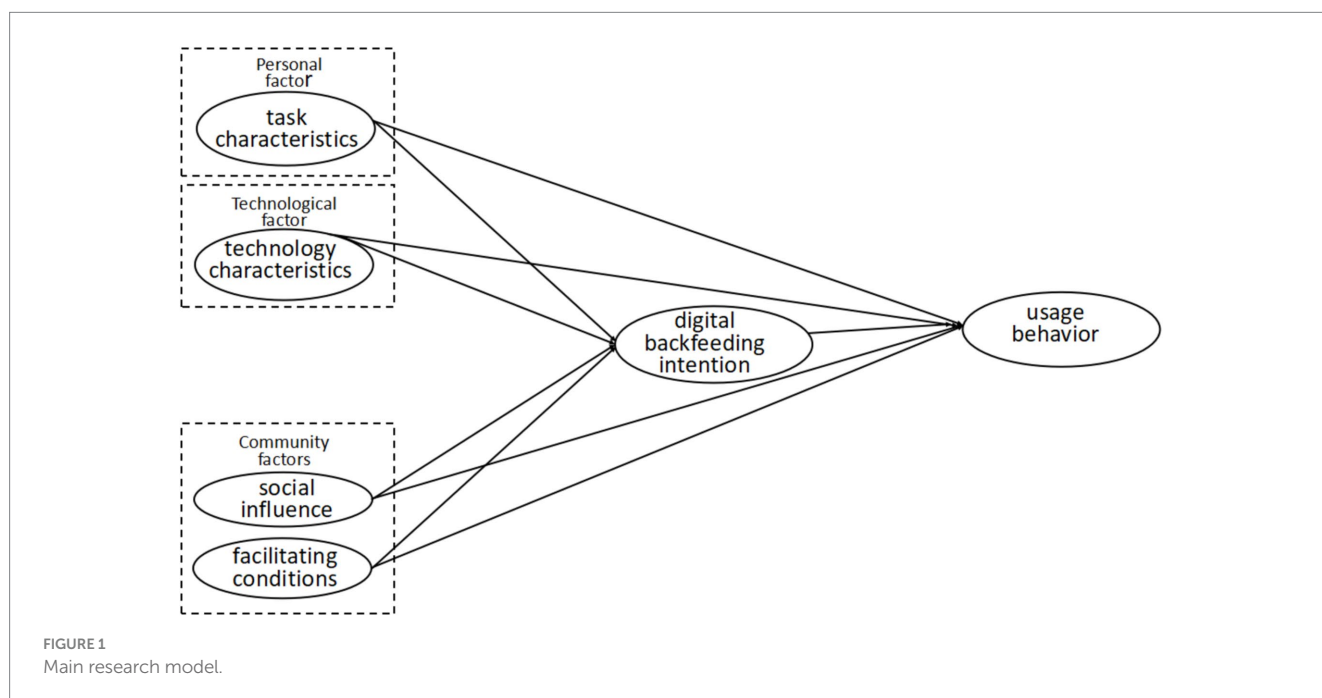 Personal
factor
task
characteristics
Technological
factor
technology
characteristics
digital
backfeeding
intention
usage
behavior
Community
factors
social
influence
facilitating
conditions
FIGURE 1
Main research model.